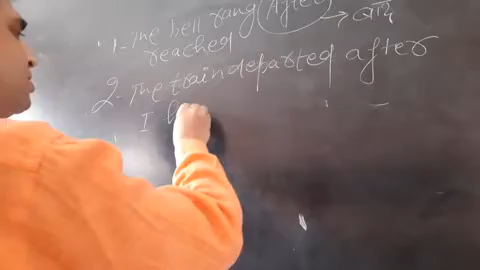 1- The bell rang (After → बाद
reached
2- The train departed after
I